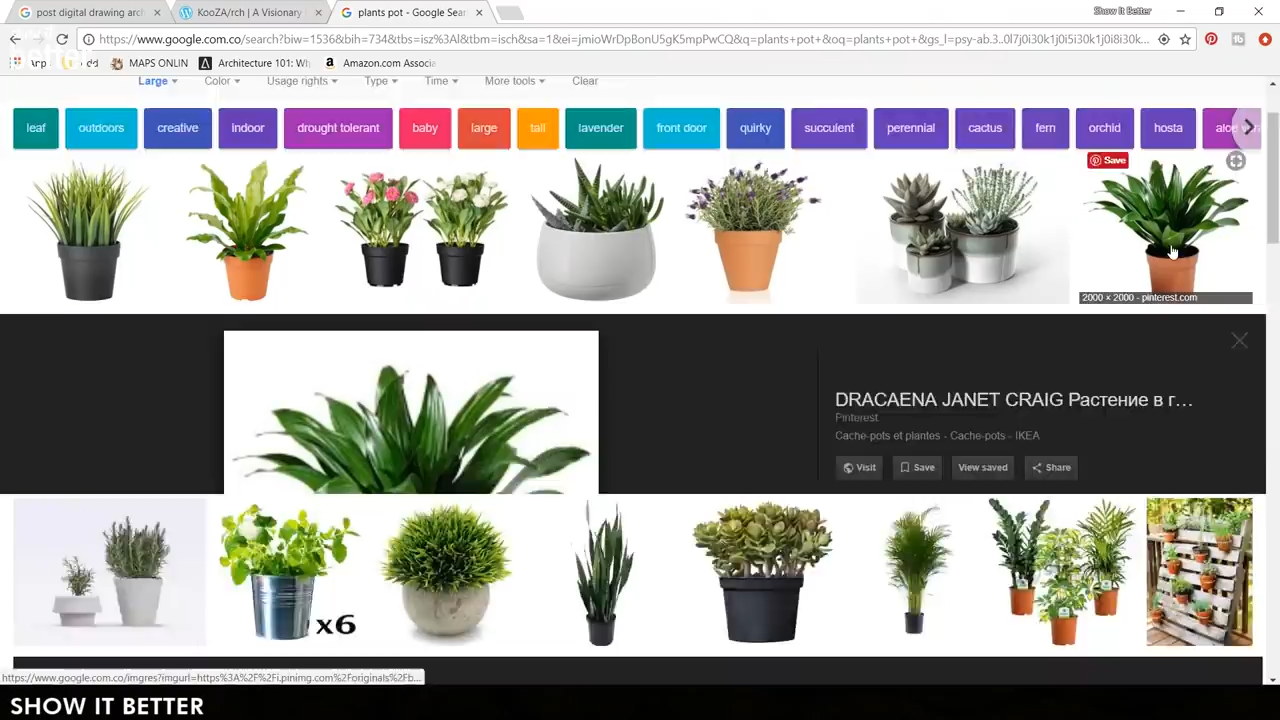 post digital drawing arch
KooZA/rch | A Visionary
plants pot - Google Sear
Show It Better
https://www.google.com.co/search?biw=1536&bih=734&tbs=isz%3Al&tbm=isch&sa=1&ei=jmioWrDpBonU5gK5mpPwCQ&q=plants+pot+&oq=plants+pot+&gs_l=psy-ab.3..0l7j0i30k1j0i5i30k1j0i8i30k...
MAPS ONLIN
Architecture 101: Wh
Amazon.com Associa
Large
Color
Usage rights
Type
Time
More tools
Clear
leaf
outdoors
creative
indoor
drought tolerant
baby
large
tall
lavender
front door
quirky
succulent
perennial
cactus
fern
orchid
hosta
aloe vera
Save
2000 × 2000 - pinterest.com
DRACAENA JANET CRAIG Растение в г...
Pinterest
Cache-pots et plantes - Cache-pots - IKEA
Visit
Save
View saved
Share
x6
https://www.google.com.co/imgres?imgurl=https%3A%2F%2Fi.pinimg.com%2Foriginals%2Fb...
SHOW IT BETTER